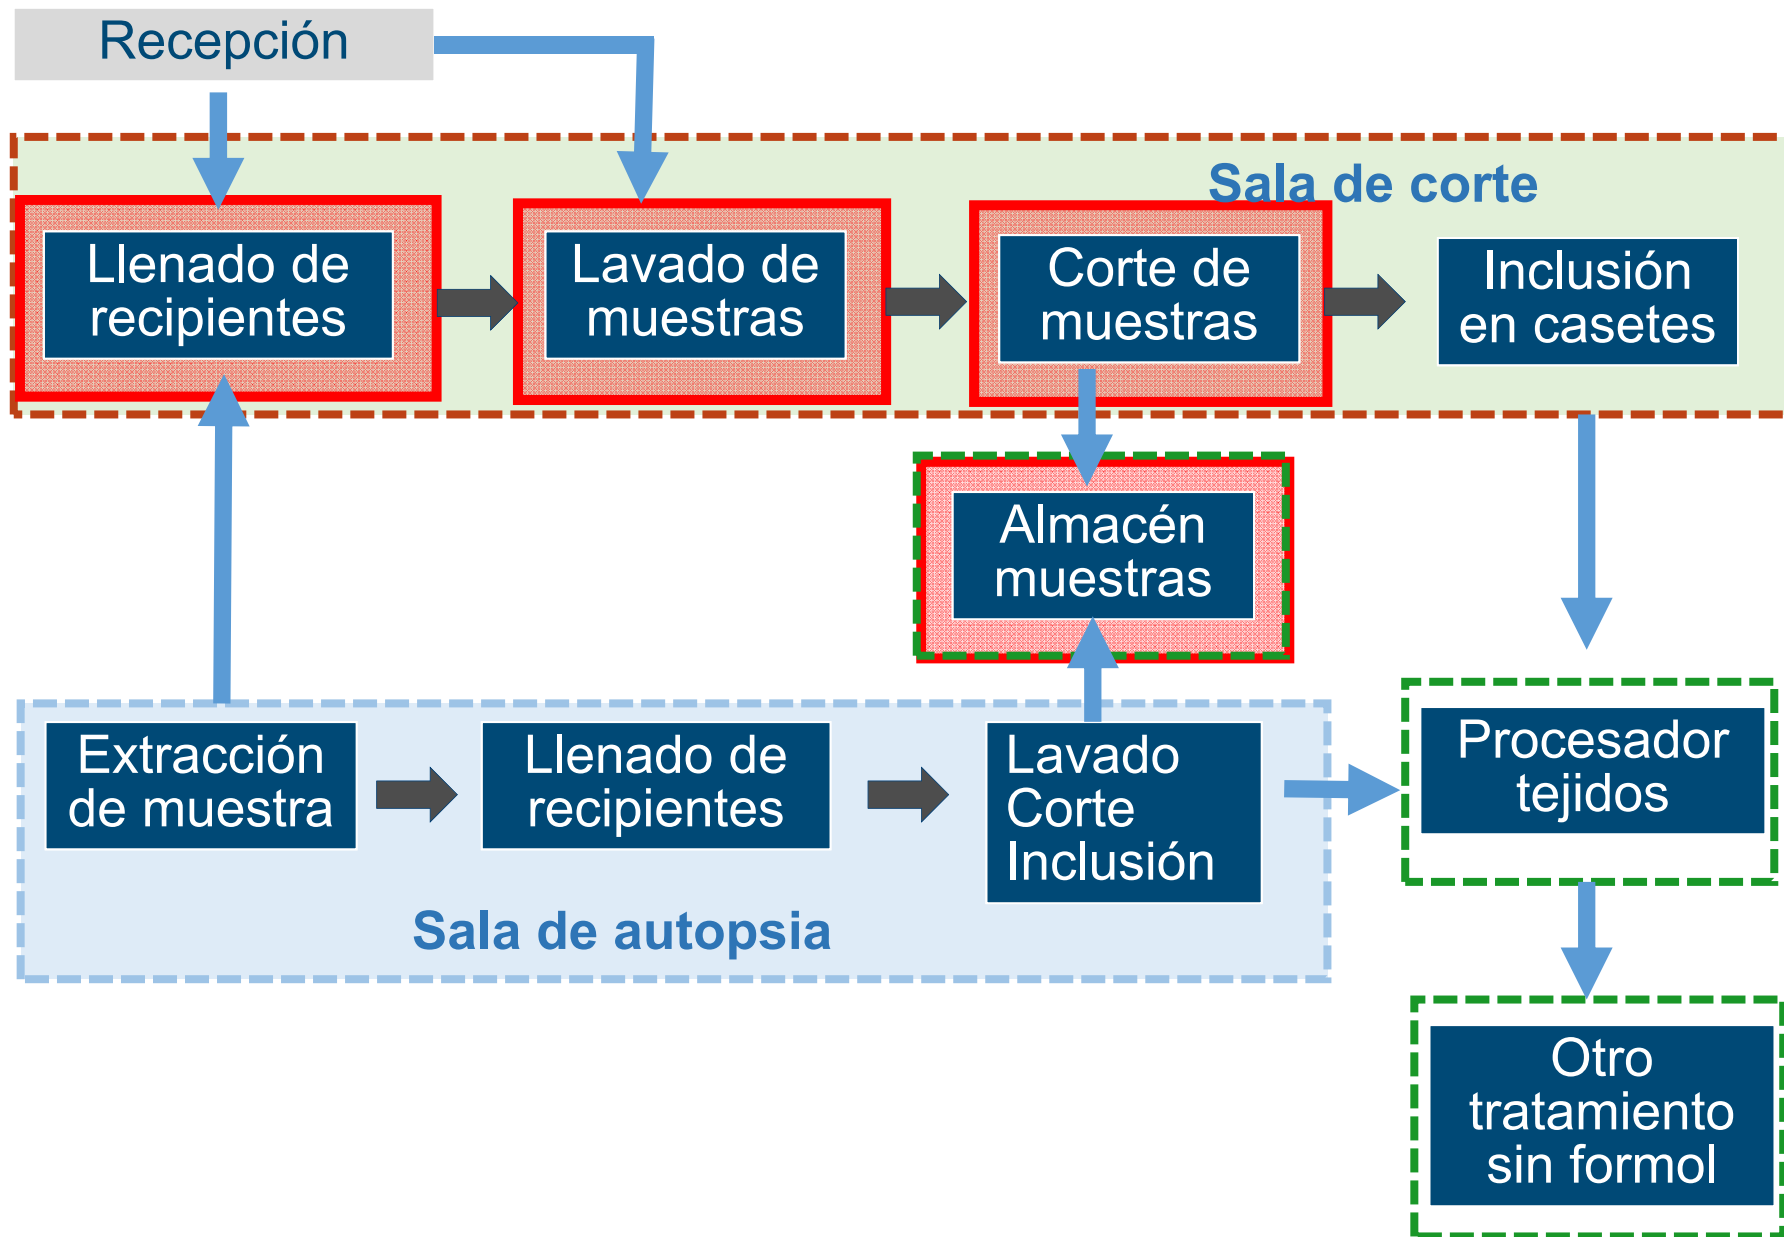 Recepción
Sala de corte
Llenado de
recipientes
Lavado de
muestras
Corte de
muestras
Inclusión
en casetes
Almacén
muestras
Extracción
de muestra
Llenado de
recipientes
Lavado
Corte
Inclusión
Procesador
tejidos
Sala de autopsia
Otro
tratamiento
sin formol